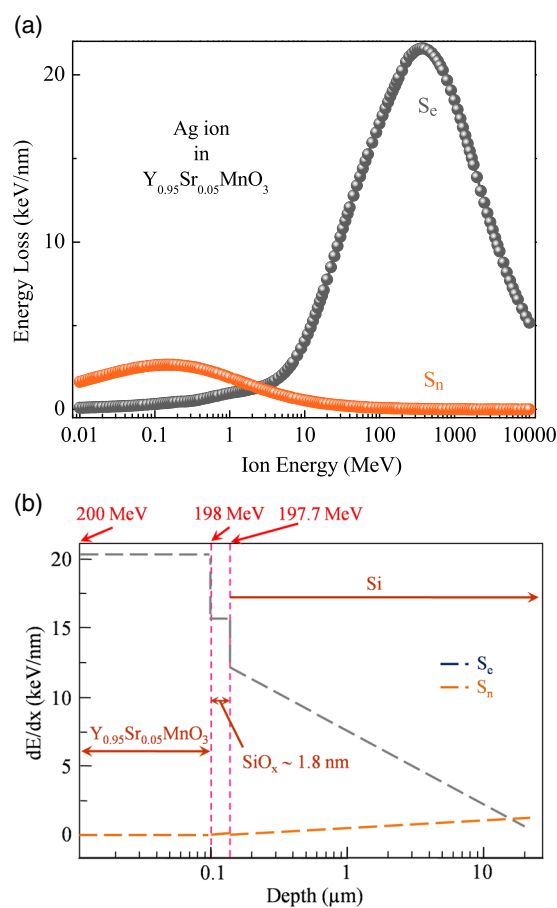 (a)
20
10
0
Energy Loss (keV/nm)
Ag ion
in
Y0.95Sr0.05MnO3
Se
Sn
0.01 0.1 1 10 100 1000 10000
Ion Energy (MeV)
(b)
200 MeV 198 MeV 197.7 MeV
20
15
10
5
0
dE/dx (keV/nm)
Si
Se
Sn
Y0.95Sr0.05MnO3
SiOx ~ 1.8 nm
0.1 1 10
Depth (µm)